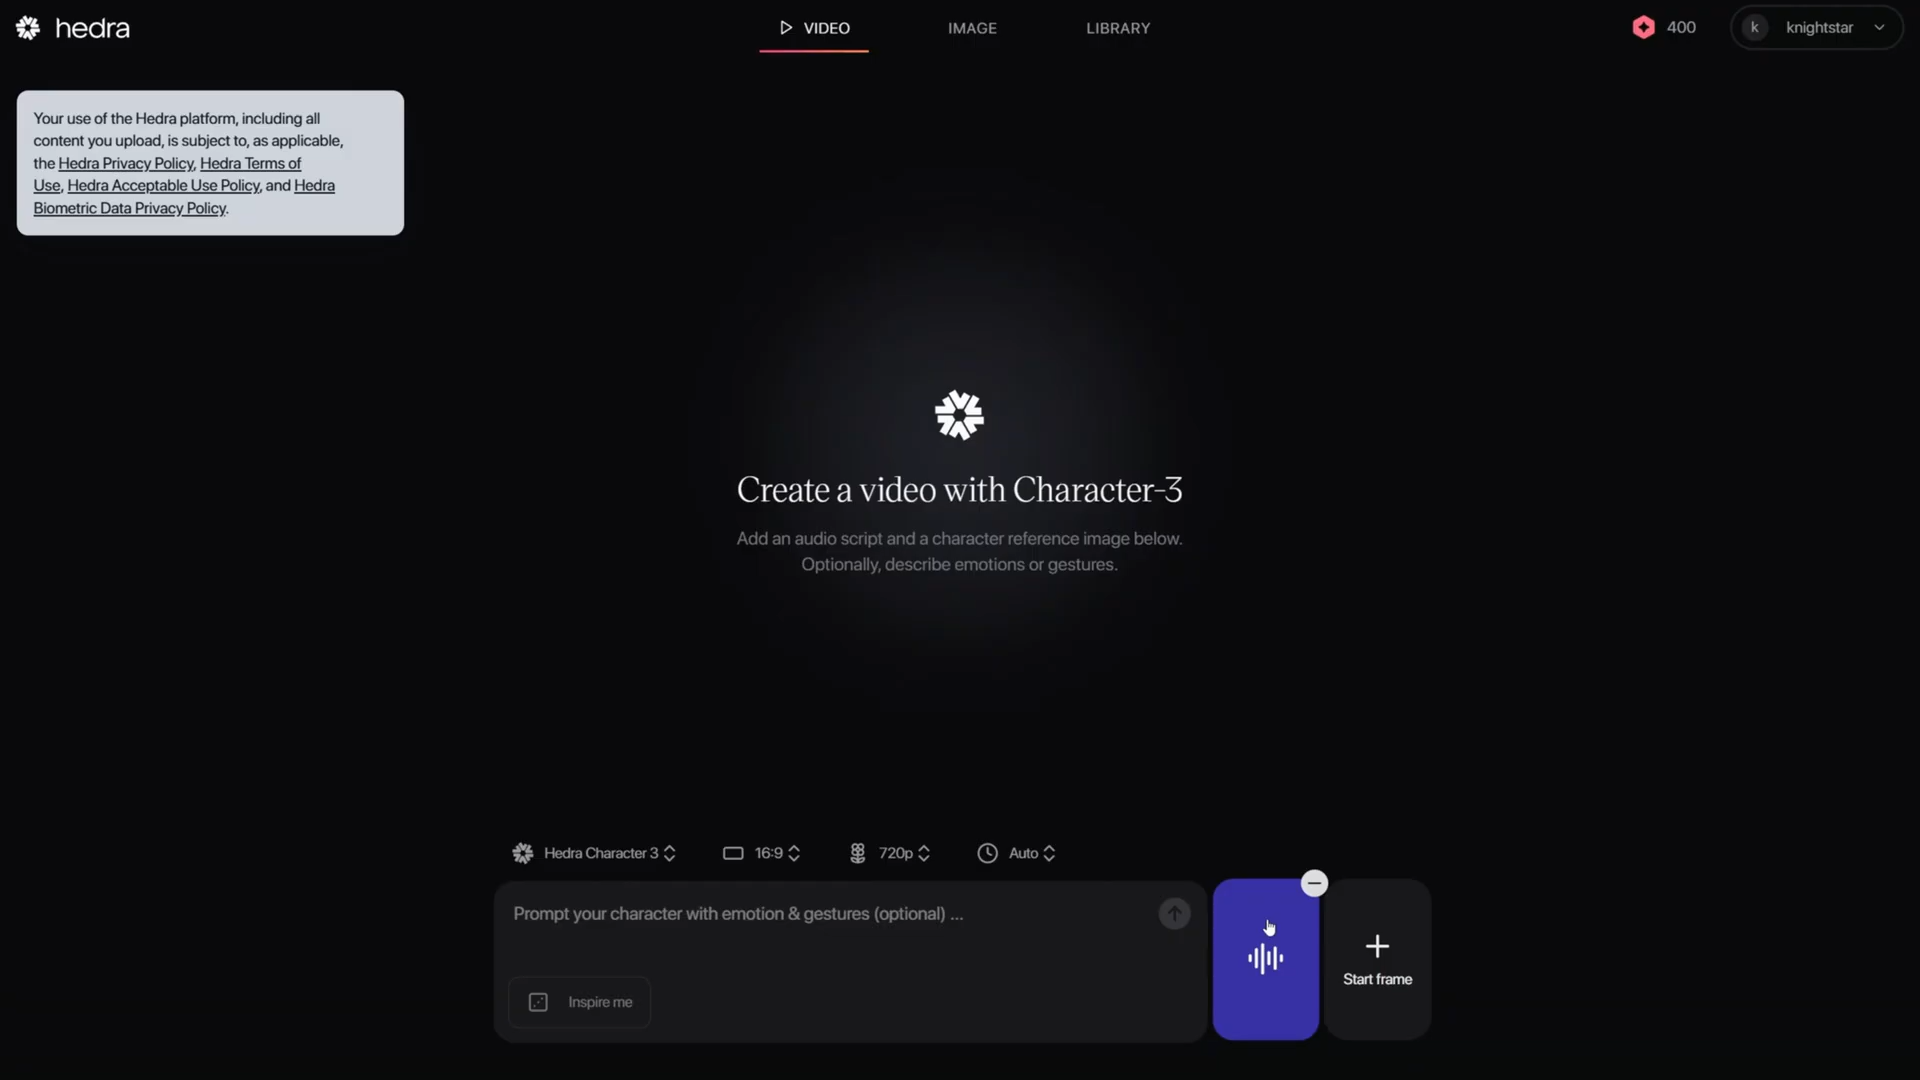 hedra
VIDEO
IMAGE
LIBRARY
400
k
knightstar
Your use of the Hedra platform, including all
content you upload, is subject to, as applicable,
the Hedra Privacy Policy, Hedra Terms of
Use, Hedra Acceptable Use Policy, and Hedra
Biometric Data Privacy Policy.
Create a video with Character-3
Add an audio script and a character reference image below.
Optionally, describe emotions or gestures.
Hedra Character 3
16:9
720p
Auto
Prompt your character with emotion & gestures (optional) ...
Start frame
Inspire me